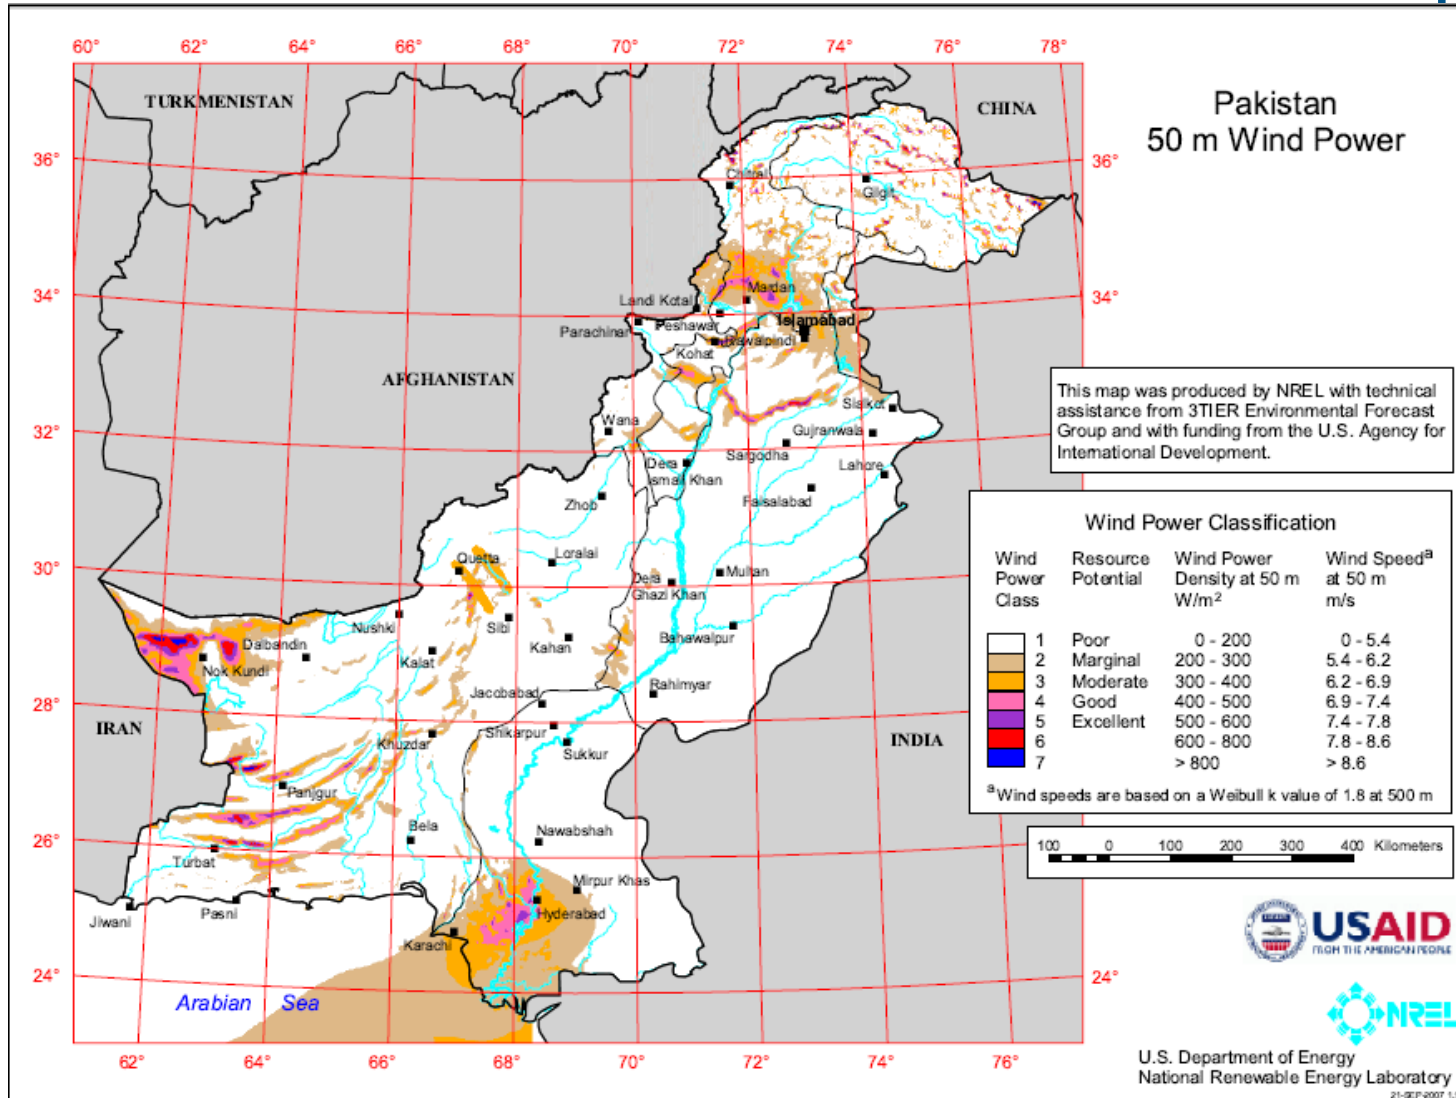 60° 62° 64° 66° 68° 70° 72° 74° 76° 78°
TURKMENISTAN
CHINA
Pakistan
50 m Wind Power
36°
36°
Chitral
Gilgit
34°
34°
Mardan
Landi Kotal
Islamabad
Parachinar
Peshawar
Rawalpindi
Kohat
AFGHANISTAN
This map was produced by NREL with technical
assistance from 3TIER Environmental Forecast
Group and with funding from the U.S. Agency for
International Development.
Sialkot
Wana
32°
Gujranwala
Sargodha
Lahore
Dera
Ismail Khan
Zhob
Faisalabad
Wind Power Classification
Wind Resource Wind Power Wind Speedᵃ
Power Potential Density at 50 m at 50 m
Class W/m² m/s
1 Poor 0 - 200 0 - 5.4
2 Marginal 200 - 300 5.4 - 6.2
3 Moderate 300 - 400 6.2 - 6.9
4 Good 400 - 500 6.9 - 7.4
5 Excellent 500 - 600 7.4 - 7.8
6 600 - 800 7.8 - 8.6
7 > 800 > 8.6
ᵃWind speeds are based on a Weibull k value of 1.8 at 500 m
Quetta
Loralai
30°
Dera
Ghazi Khan
Multan
Nushki
Sibi
Bahawalpur
Dalbandin
Kahan
Nok Kundi
Kalat
Jacobabad
Rahimyar
28°
IRAN
Shikarpur
Khuzdar
Sukkur
INDIA
Panjgur
Bela
Nawabshah
26°
100 0 100 200 300 400 Kilometers
Turbat
Mirpur Khas
Jiwani
Pasni
Hyderabad
Karachi
USAID
FROM THE AMERICAN PEOPLE
24°
24°
Arabian Sea
NREL
62° 64° 66° 68° 70° 72° 74° 76°
U.S. Department of Energy
National Renewable Energy Laboratory